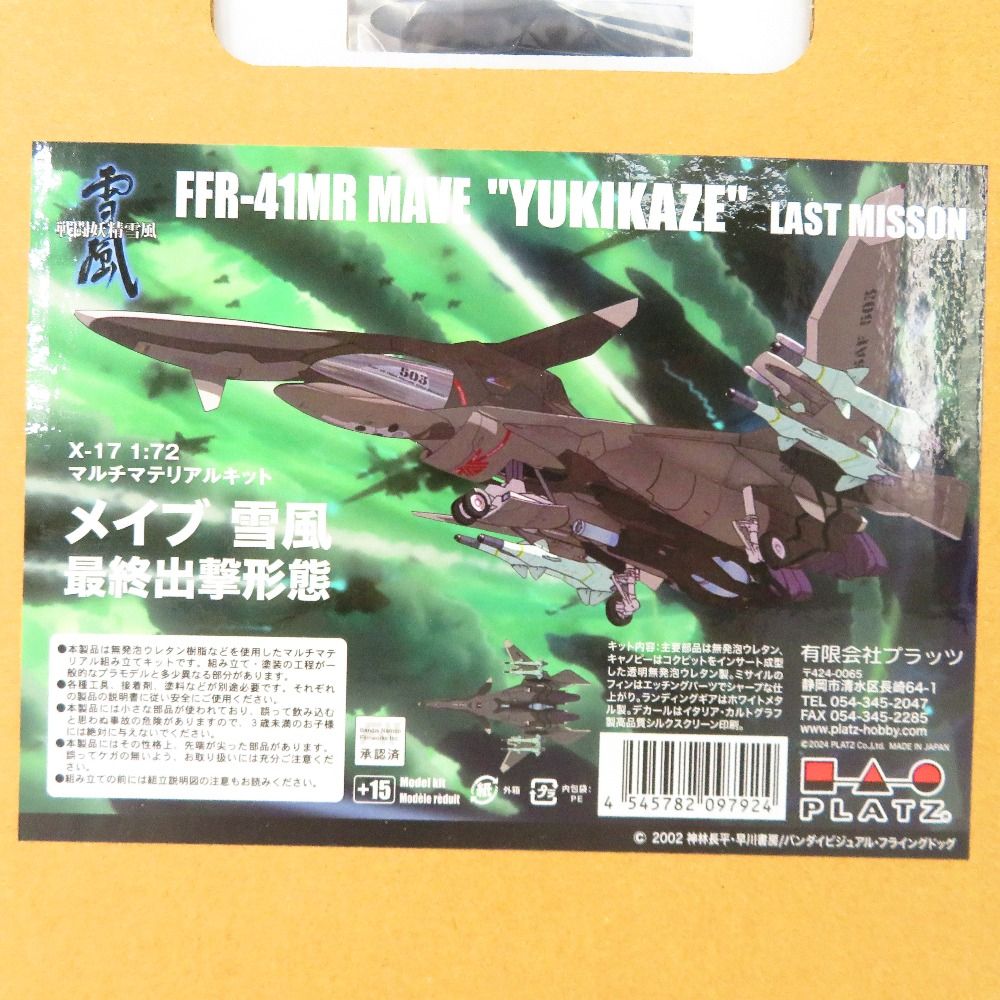 雪風
戦闘妖精雪風
FFR-41MR MAVE "YUKIKAZE" LAST MISSON
503
SAF 503
X-17 1:72
マルチマテリアルキット
メイブ 雪風
最終出撃形態
●本製品は無発泡ウレタン樹脂などを使用したマルチマテ
リアル組み立てキットです。組み立て・塗装の工程が一
般的なプラモデルと多少異なる部分があります。
●各種工具、接着剤、塗料などが別途必要です。それぞれ
の製品の説明書に従い安全にご使用ください。
●本製品には小さな部品が使われており、誤って飲み込む
と思わぬ事故の危険がありますので、3歳未満のお子様
には絶対に与えないでください。
●本製品にはその性格上、先端が尖った部品があります。
誤ってケガの無いよう、お取り扱いには充分ご注意くだ
さい。
●組み立ての前には組立説明図の注意もお読みください。
承認済
+15 Model kit
Modèle réduit
紙 外箱
プラ 内包袋:
PE
キット内容:主要部品は無発泡ウレタン、
キャノピーはコクピットをインサート成型
した透明無発泡ウレタン製。ミサイルの
フィンはエッチングパーツでシャープな仕
上がり。ランディングギアはホワイトメタ
ル製。デカールはイタリア・カルトグラフ
製高品質シルクスクリーン印刷。
4 545782 097924
有限会社プラッツ
〒424-0065
静岡市清水区長崎64-1
TEL 054-345-2047
FAX 054-345-2285
www.platz-hobby.com
©2024 PLATZ Co,.Ltd. MADE IN JAPAN
PLATZ.
© 2002 神林長平・早川書房/バンダイビジュアル・フライングドッグ